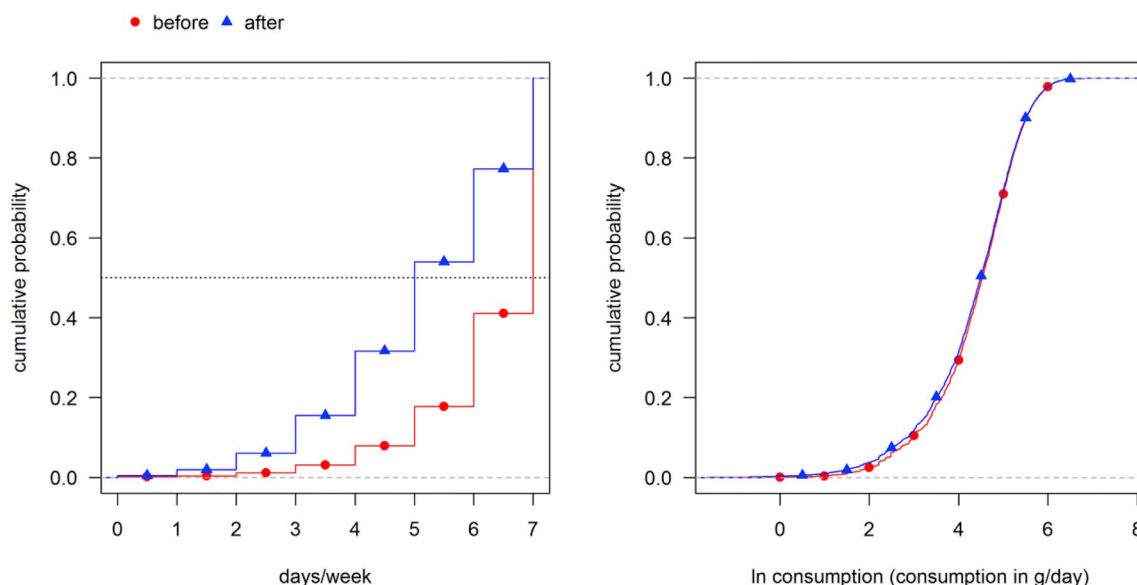 before after
1.0
0.8
0.6
0.4
0.2
0.0
cumulative probability
0 1 2 3 4 5 6 7
days/week
1.0
0.8
0.6
0.4
0.2
0.0
cumulative probability
0 2 4 6 8
ln consumption (consumption in g/day)